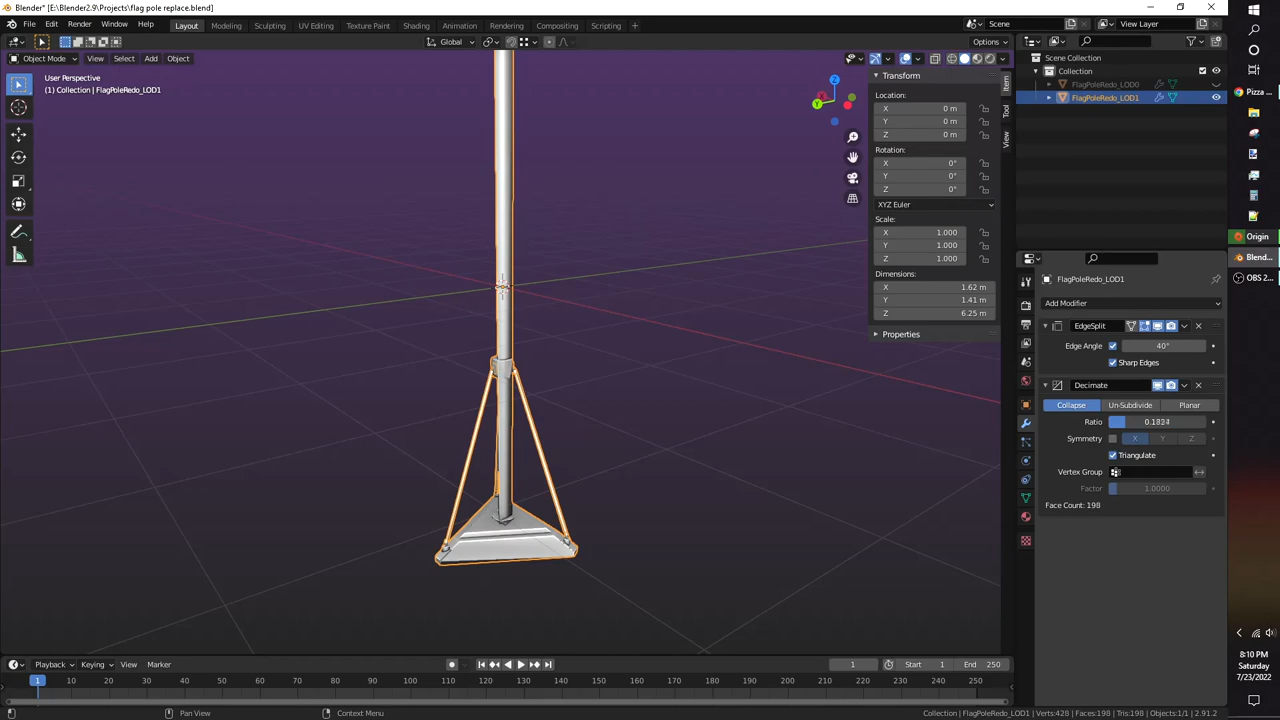 Blender* [E:\Blender2.9\Projects\flag pole replace.blend]
File Edit Render Window Help Layout Modeling Sculpting UV Editing Texture Paint Shading Animation Rendering Compositing Scripting + Scene View Layer
Global Options
Object Mode View Select Add Object
User Perspective
(1) Collection | FlagPoleRedo_LOD1
Z
Y
X
Transform
Location:
X 0 m
Y 0 m
Z 0 m
Rotation:
X 0°
Y 0°
Z 0°
XYZ Euler
Scale:
X 1.000
Y 1.000
Z 1.000
Dimensions:
X 1.62 m
Y 1.41 m
Z 6.25 m
Properties
Item
Tool
View
Scene Collection
Collection
FlagPoleRedo_LOD0
FlagPoleRedo_LOD1
FlagPoleRedo_LOD1
Add Modifier
EdgeSplit
Edge Angle 40°
Sharp Edges
Decimate
Collapse Un-Subdivide Planar
Ratio 0.1824
Symmetry X Y Z
Triangulate
Vertex Group
Factor 1.0000
Face Count: 198
Pizza
Origin
Blend...
OBS 2...
8:10 PM
Saturday
7/23/2022
Playback Keying View Marker 1 Start 1 End 250
1 10 20 30 40 50 60 70 80 90 100 110 120 130 140 150 160 170 180 190 200 210 220 230 240 250
Select Pan View Context Menu Collection | FlagPoleRedo_LOD1 | Verts:428 | Faces:198 | Tris:198 | Objects:1/1 | 2.91.2